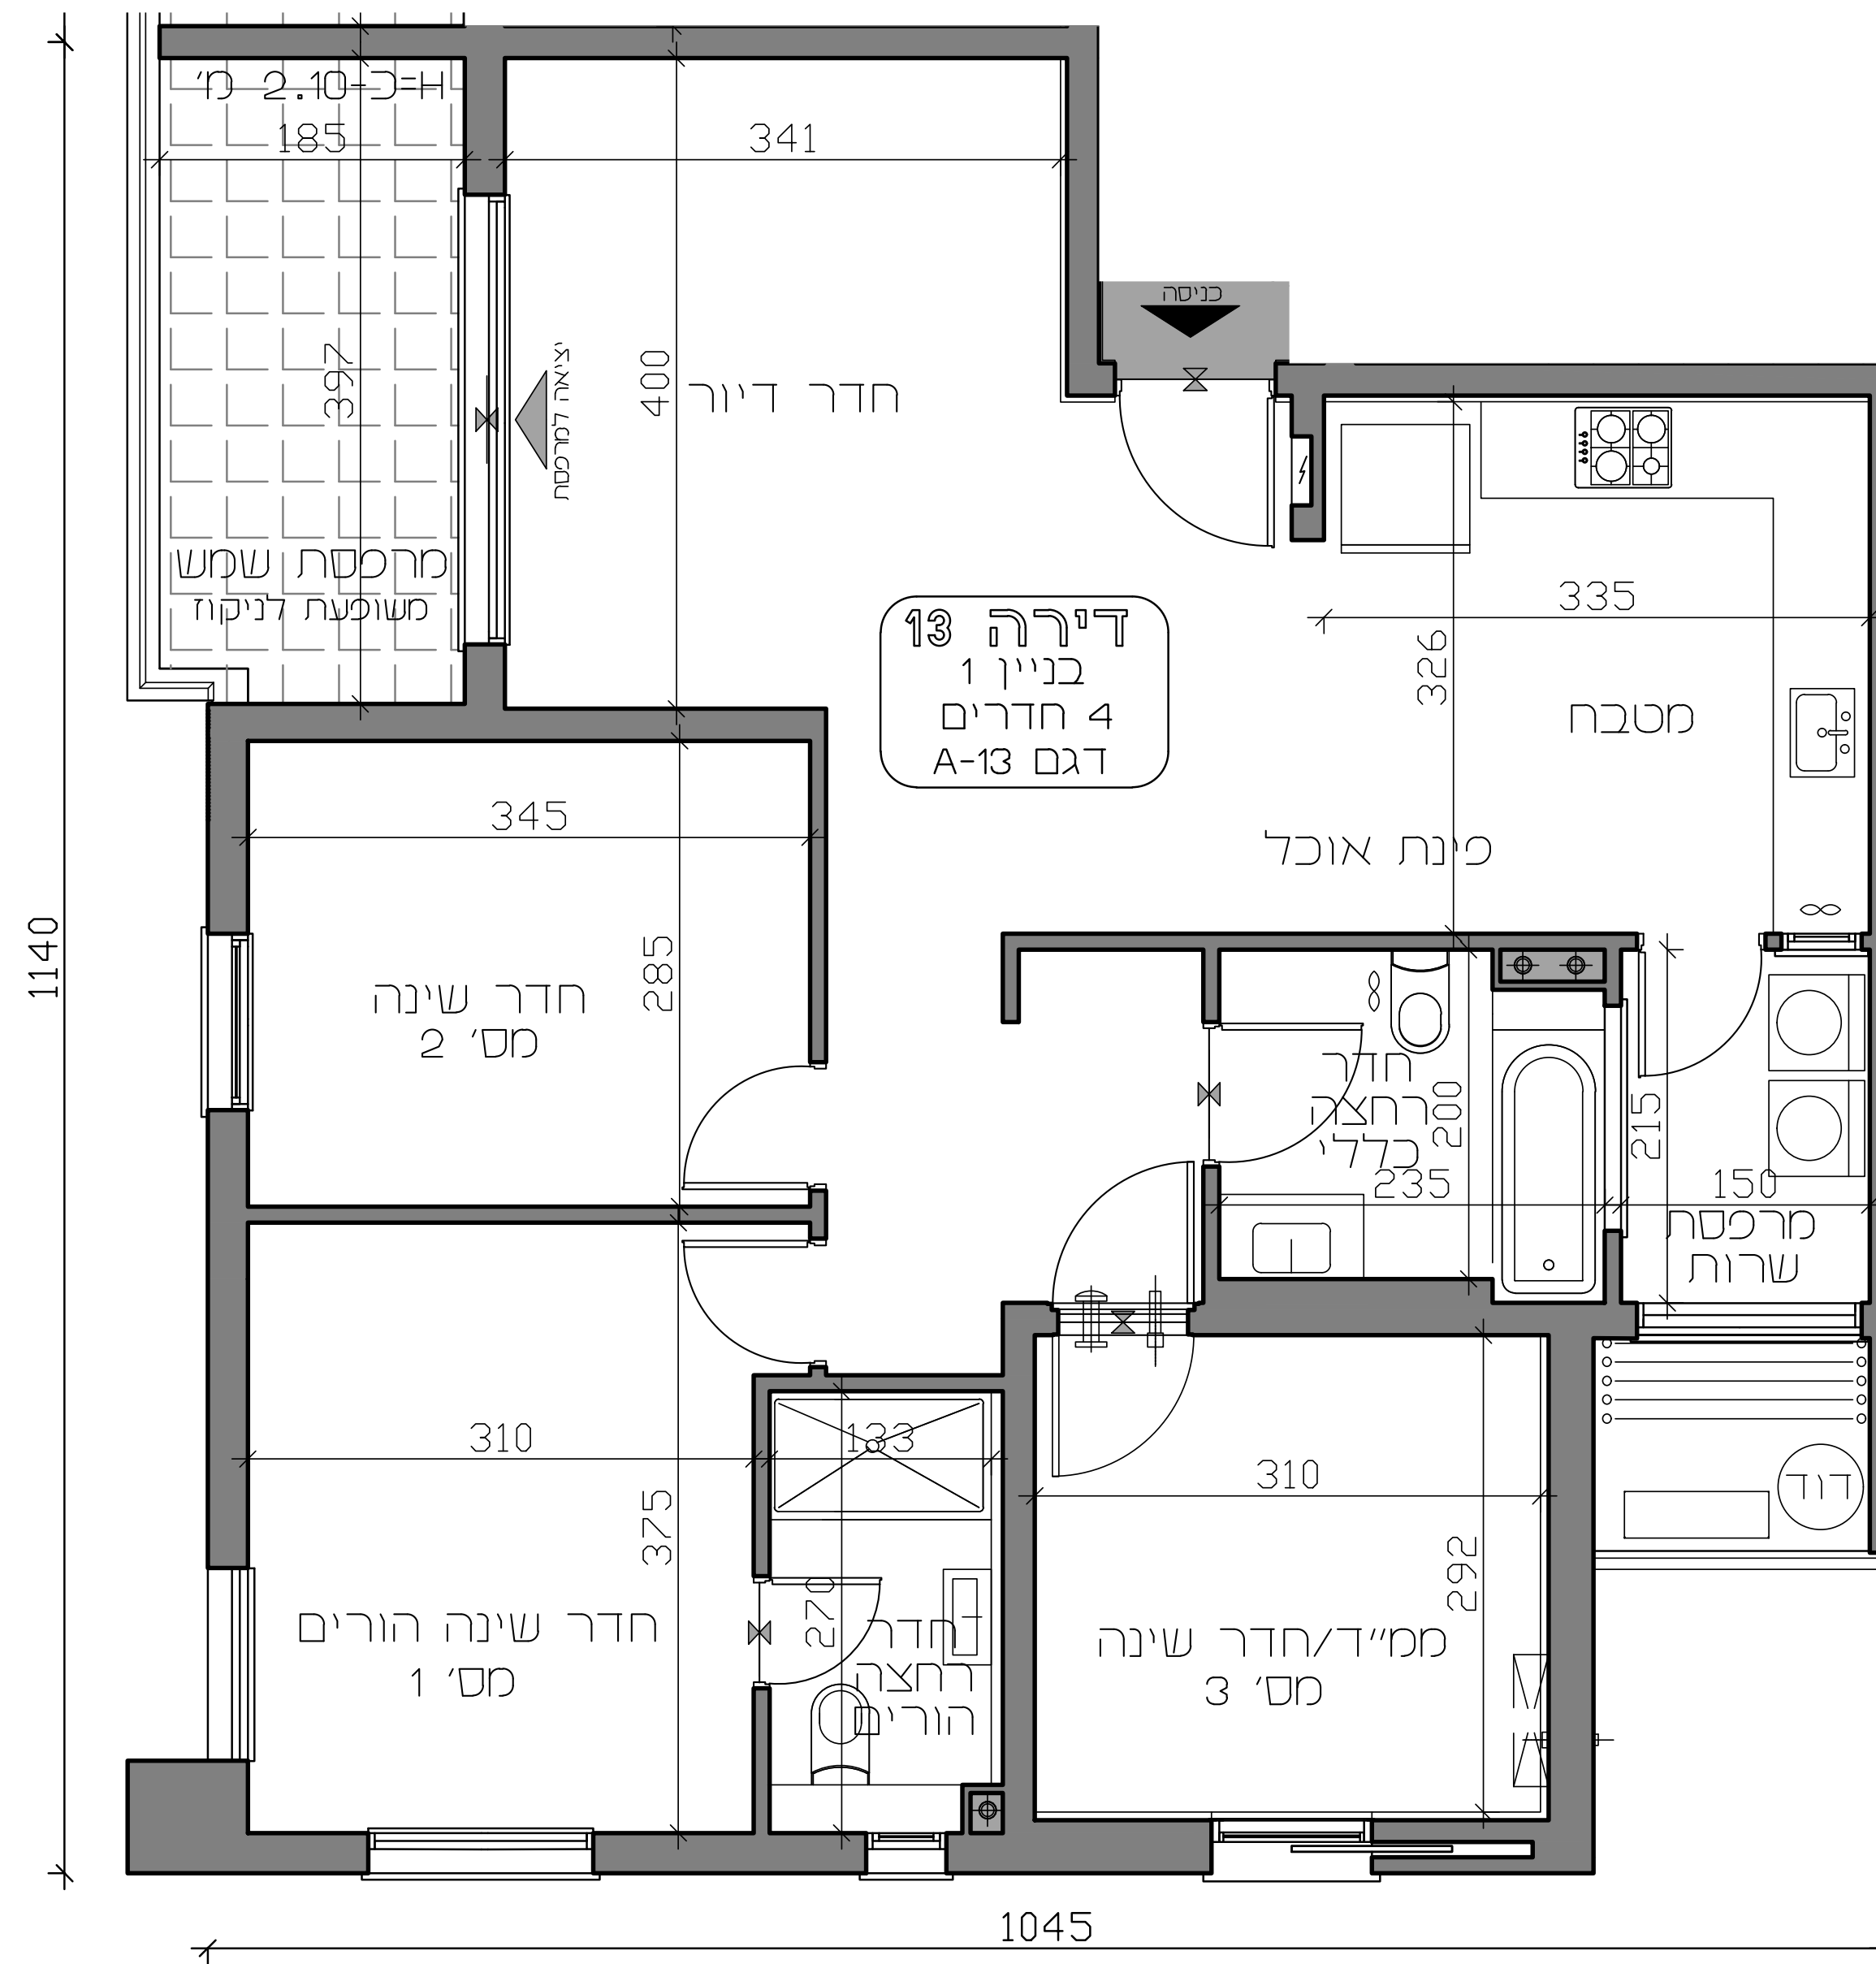 H=כ-2.10 מ'
185
341
כניסה
397
400
חדר דיור
יציאה למרפסת
מרפסת שמש
משופעת לניקוז
דירה 13
בניין 1
4 חדרים
דגם A-13
335
326
מטבח
פינת אוכל
345
285
חדר שינה
מס' 2
1140
חדר
רחצה
כללי
200
235
215
150
מרפסת
שרות
310
133
375
270
חדר שינה הורים
מס' 1
חדר
רחצה
הורים
310
292
ממ"ד/חדר שינה
מס' 3
דוד
1045